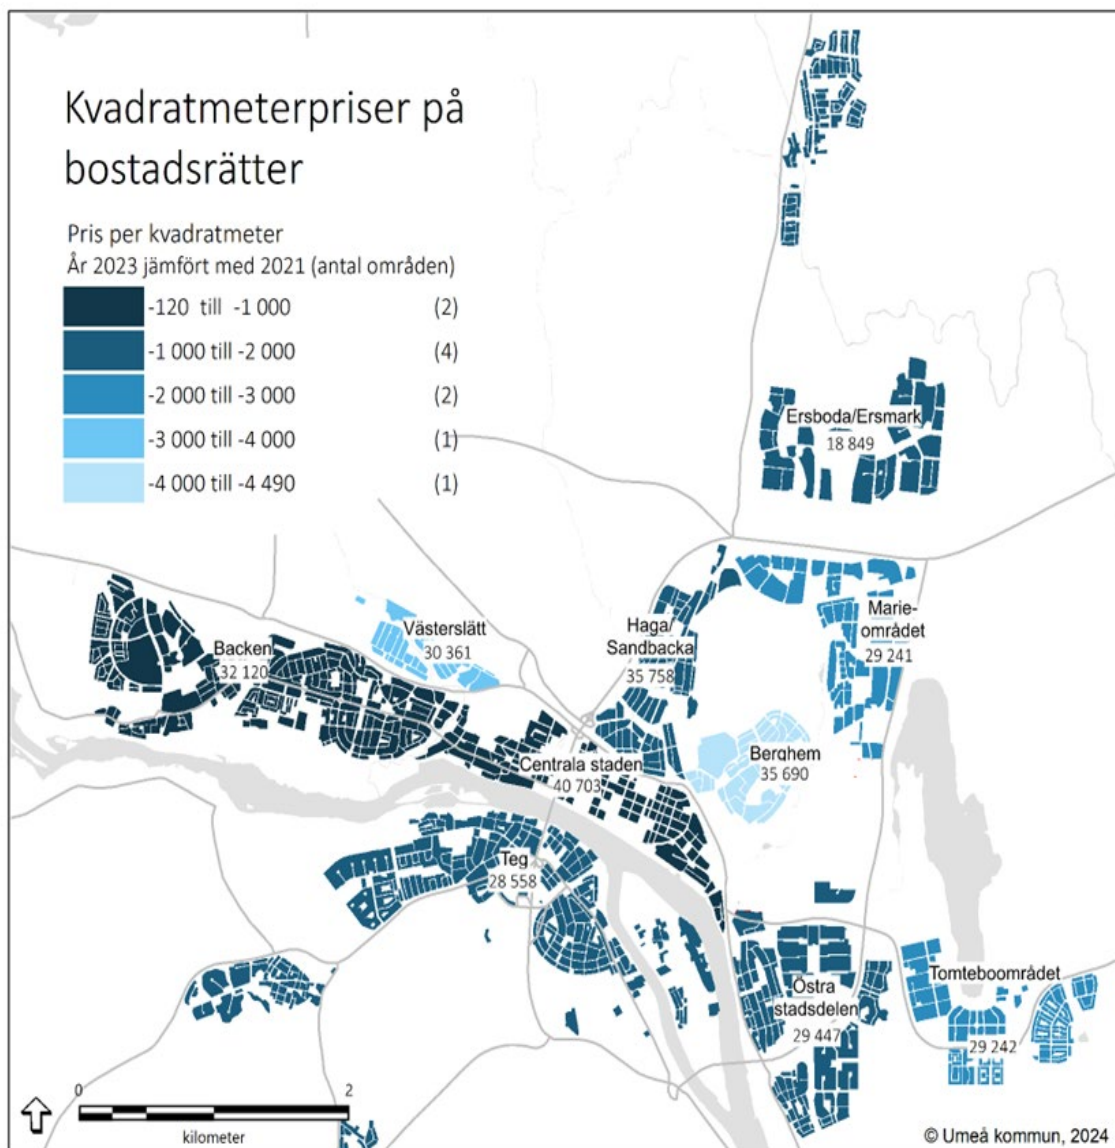 Kvadratmeterpriser på
bostadsrätter
Pris per kvadratmeter
År 2023 jämfört med 2021 (antal områden)
-120 till -1 000 (2)
-1 000 till -2 000 (4)
-2 000 till -3 000 (2)
-3 000 till -4 000 (1)
-4 000 till -4 490 (1)
Ersboda/Ersmark
18 849
Backen
32 120
Västerslätt
30 361
Haga/
Sandbacka
35 758
Marie-
området
29 241
Centrala staden
40 703
Berghem
35 690
Teg
28 558
Östra
stadsdelen
29 447
Tomteboområdet
29 242
0 2
kilometer
© Umeå kommun, 2024